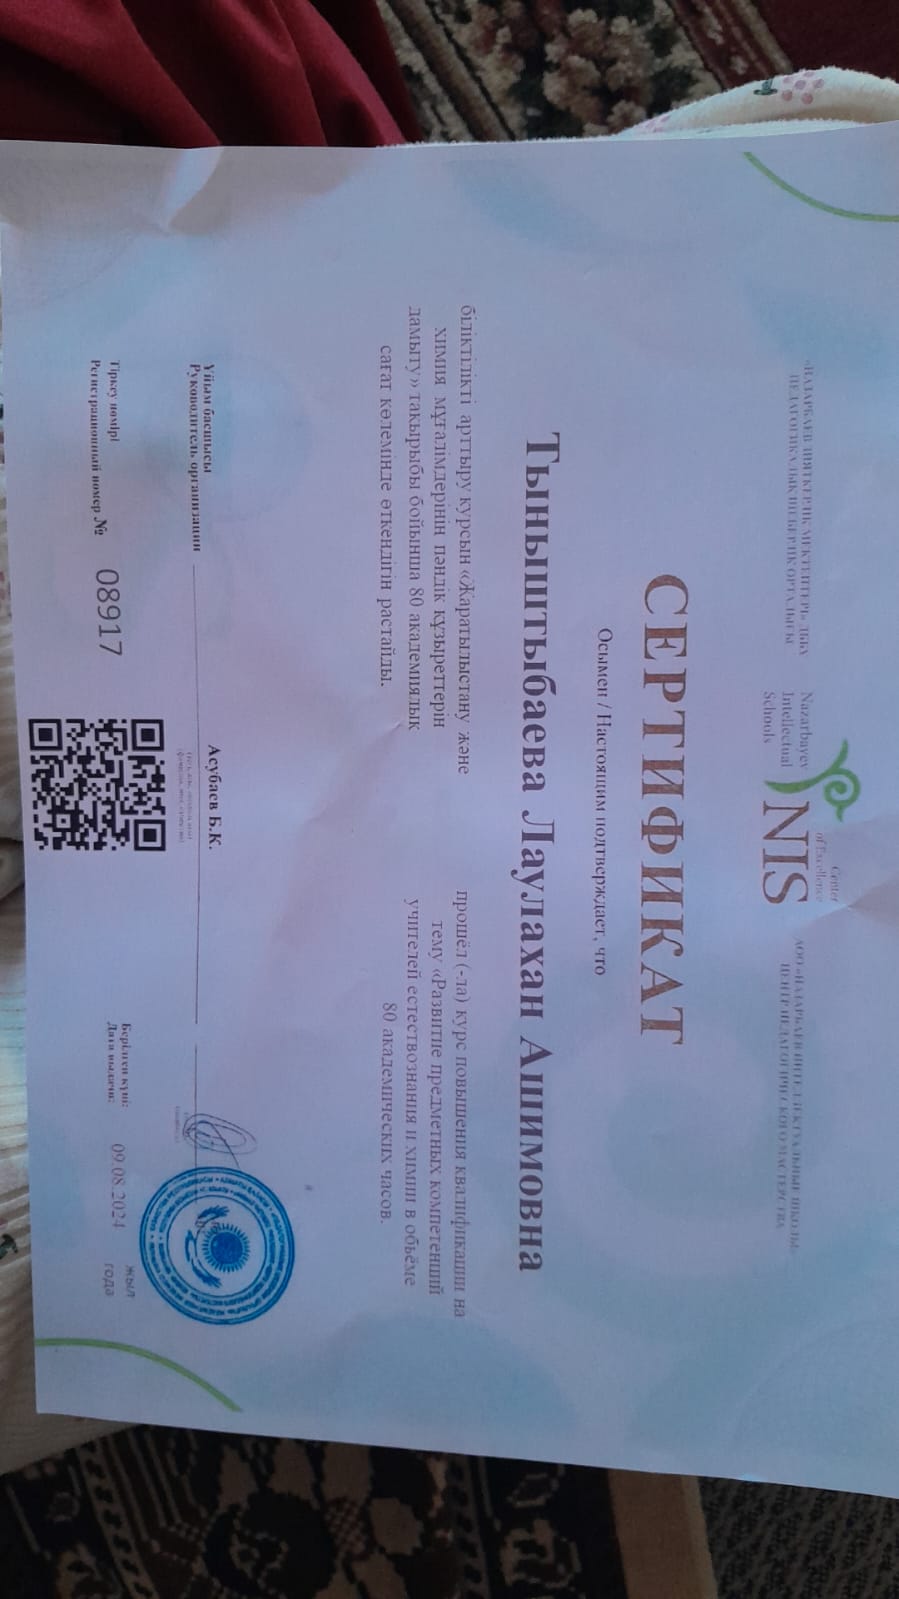 «НАЗАРБАЕВ ЗИЯТКЕРЛІК МЕКТЕПТЕРІ» ДББҰ
ПЕДАГОГИКАЛЫҚ ШЕБЕРЛІК ОРТАЛЫҒЫ
Nazarbayev
Intellectual
Schools
NIS
Center
of Excellence
АОО «НАЗАРБАЕВ ИНТЕЛЛЕКТУАЛЬНЫЕ ШКОЛЫ»
ЦЕНТР ПЕДАГОГИЧЕСКОГО МАСТЕРСТВА
СЕРТИФИКАТ
Осымен / Настоящим подтверждает, что
Тыныштыбаева Лаулахан Ашимовна
біліктілікті арттыру курсын «Жаратылыстану және
химия мұғалімдерінің пәндік құзыреттерін
дамыту» тақырыбы бойынша 80 академиялық
сағат көлемінде өткендігін растайды.
прошёл (-ла) курс повышения квалификации на
тему «Развитие предметных компетенций
учителей естествознания и химии в объёме
80 академических часов.
Ұйым басшысы
Руководитель организации
Асубаев Б.К.
Тіркеу нөмірі
Регистрационный номер №
08917
Берілген күні:
Дата выдачи:
09.08.2024
жыл
года